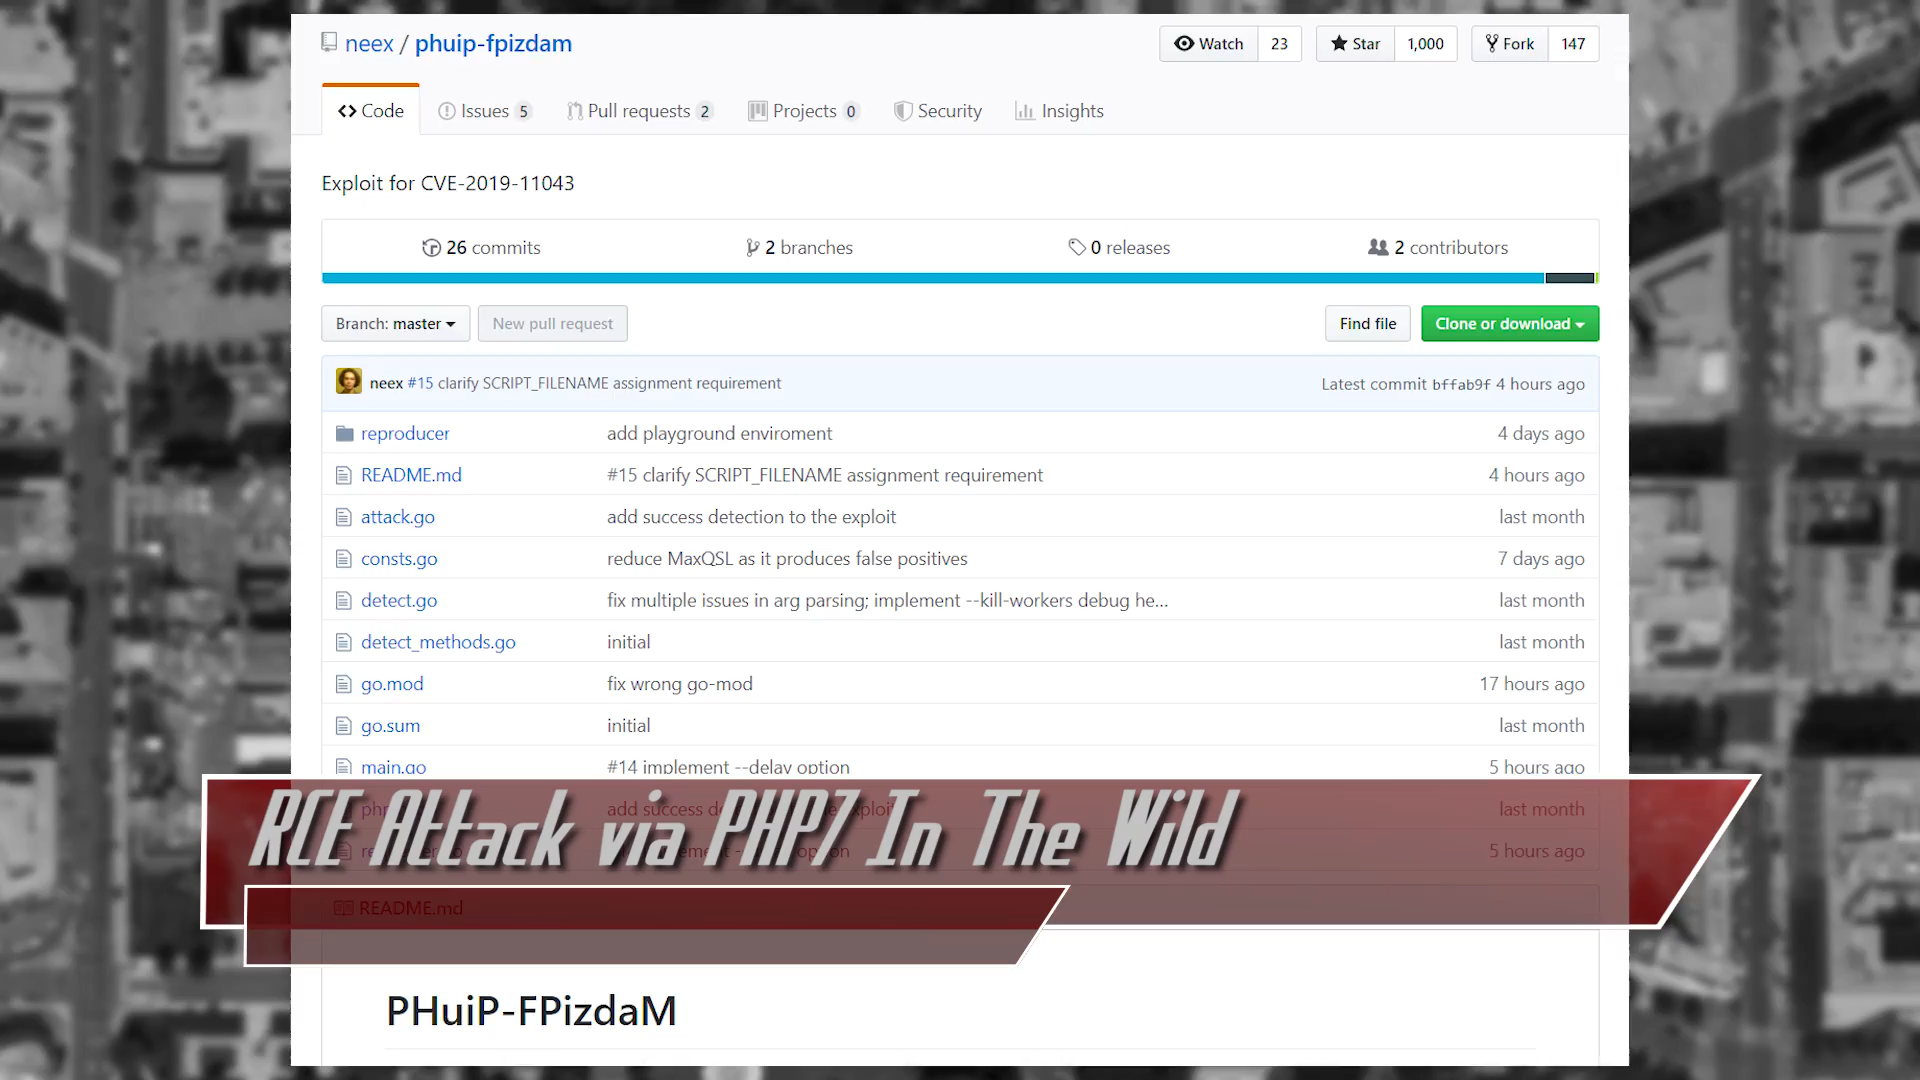 neex / phuip-fpizdam
Watch 23 Star 1,000 Fork 147
Code Issues 5 Pull requests 2 Projects 0 Security Insights
Exploit for CVE-2019-11043
26 commits 2 branches 0 releases 2 contributors
Branch: master New pull request Find file Clone or download
neex #15 clarify SCRIPT_FILENAME assignment requirement Latest commit bffab9f 4 hours ago
reproducer add playground enviroment 4 days ago
README.md #15 clarify SCRIPT_FILENAME assignment requirement 4 hours ago
attack.go add success detection to the exploit last month
consts.go reduce MaxQSL as it produces false positives 7 days ago
detect.go fix multiple issues in arg parsing; implement --kill-workers debug he... last month
detect_methods.go initial last month
go.mod fix wrong go-mod 17 hours ago
go.sum initial last month
main.go #14 implement --delay option 5 hours ago
add success last month
RCE Attack via PHP7 In The Wild
5 hours ago
README.md
PHuiP-FPizdaM